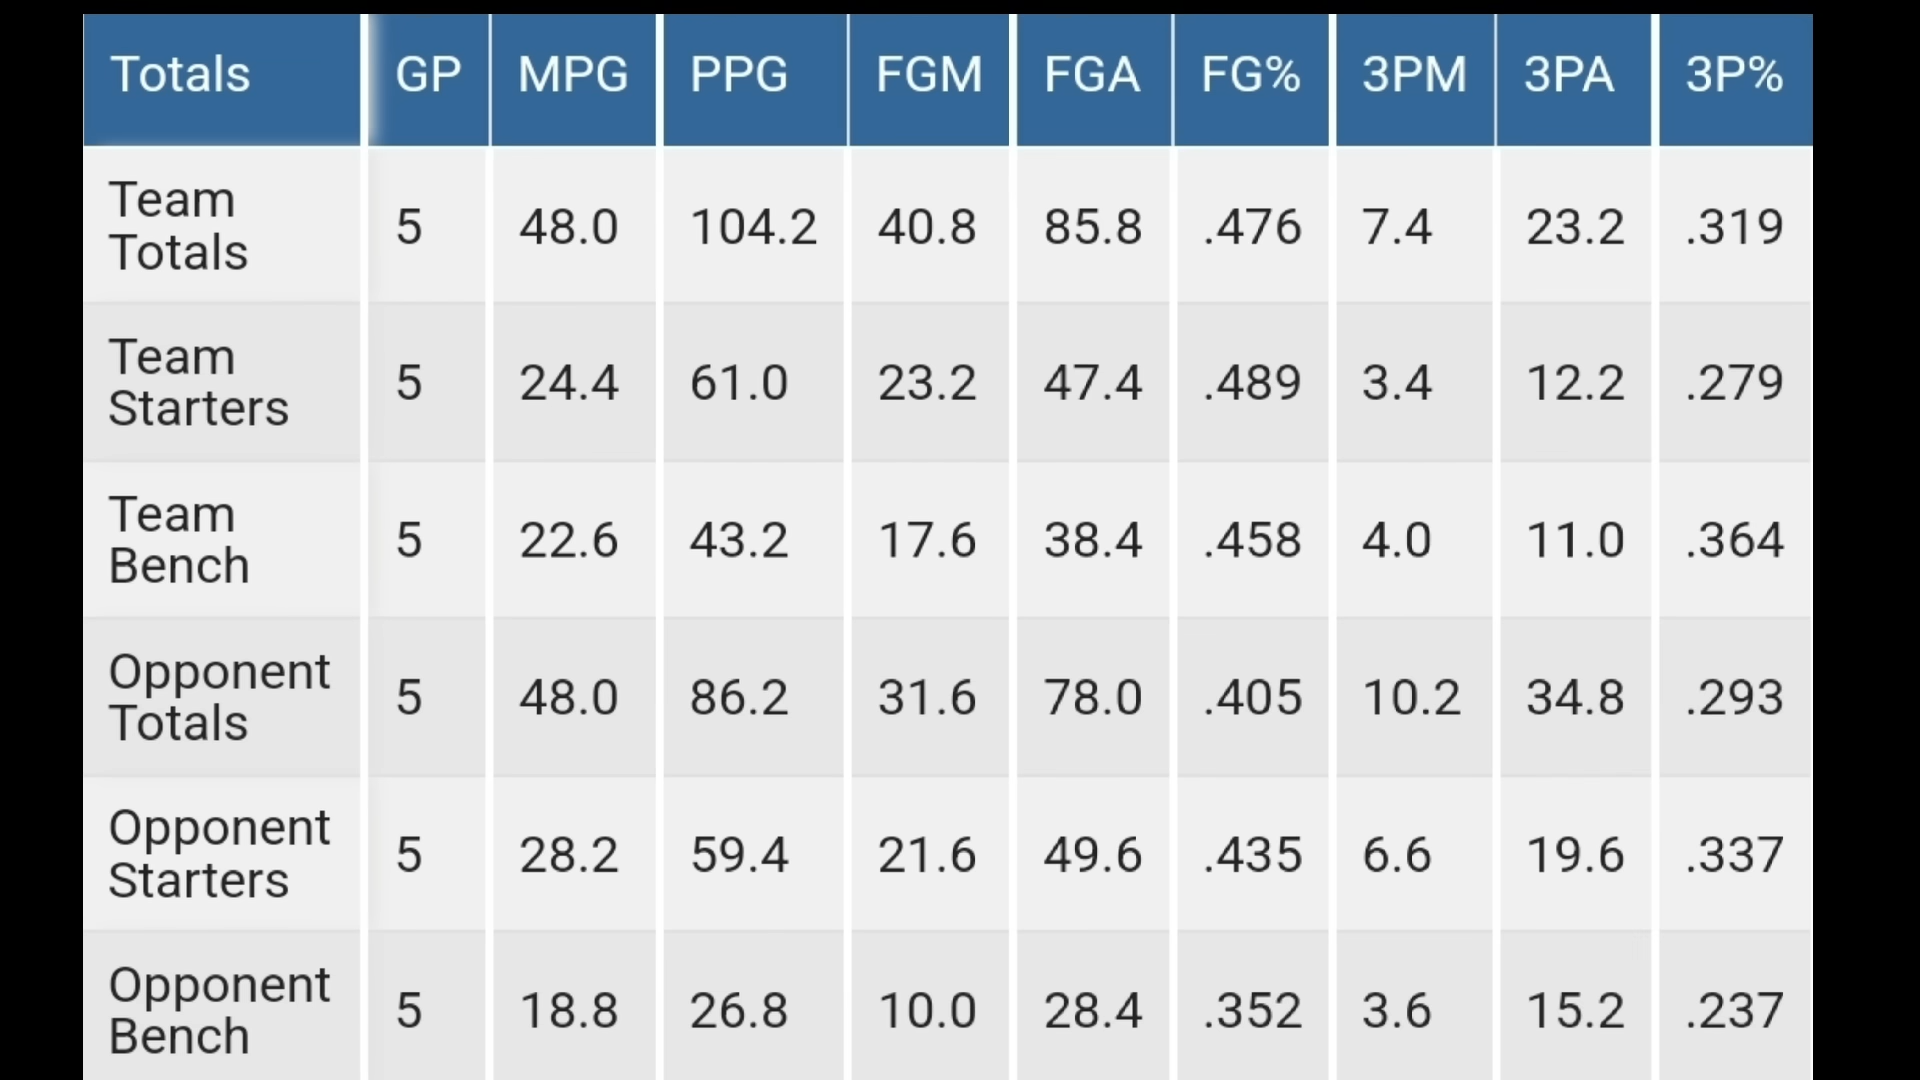 Totals GP MPG PPG FGM FGA FG% 3PM 3PA 3P%
Team
Totals 5 48.0 104.2 40.8 85.8 .476 7.4 23.2 .319
Team
Starters 5 24.4 61.0 23.2 47.4 .489 3.4 12.2 .279
Team
Bench 5 22.6 43.2 17.6 38.4 .458 4.0 11.0 .364
Opponent
Totals 5 48.0 86.2 31.6 78.0 .405 10.2 34.8 .293
Opponent
Starters 5 28.2 59.4 21.6 49.6 .435 6.6 19.6 .337
Opponent
Bench 5 18.8 26.8 10.0 28.4 .352 3.6 15.2 .237